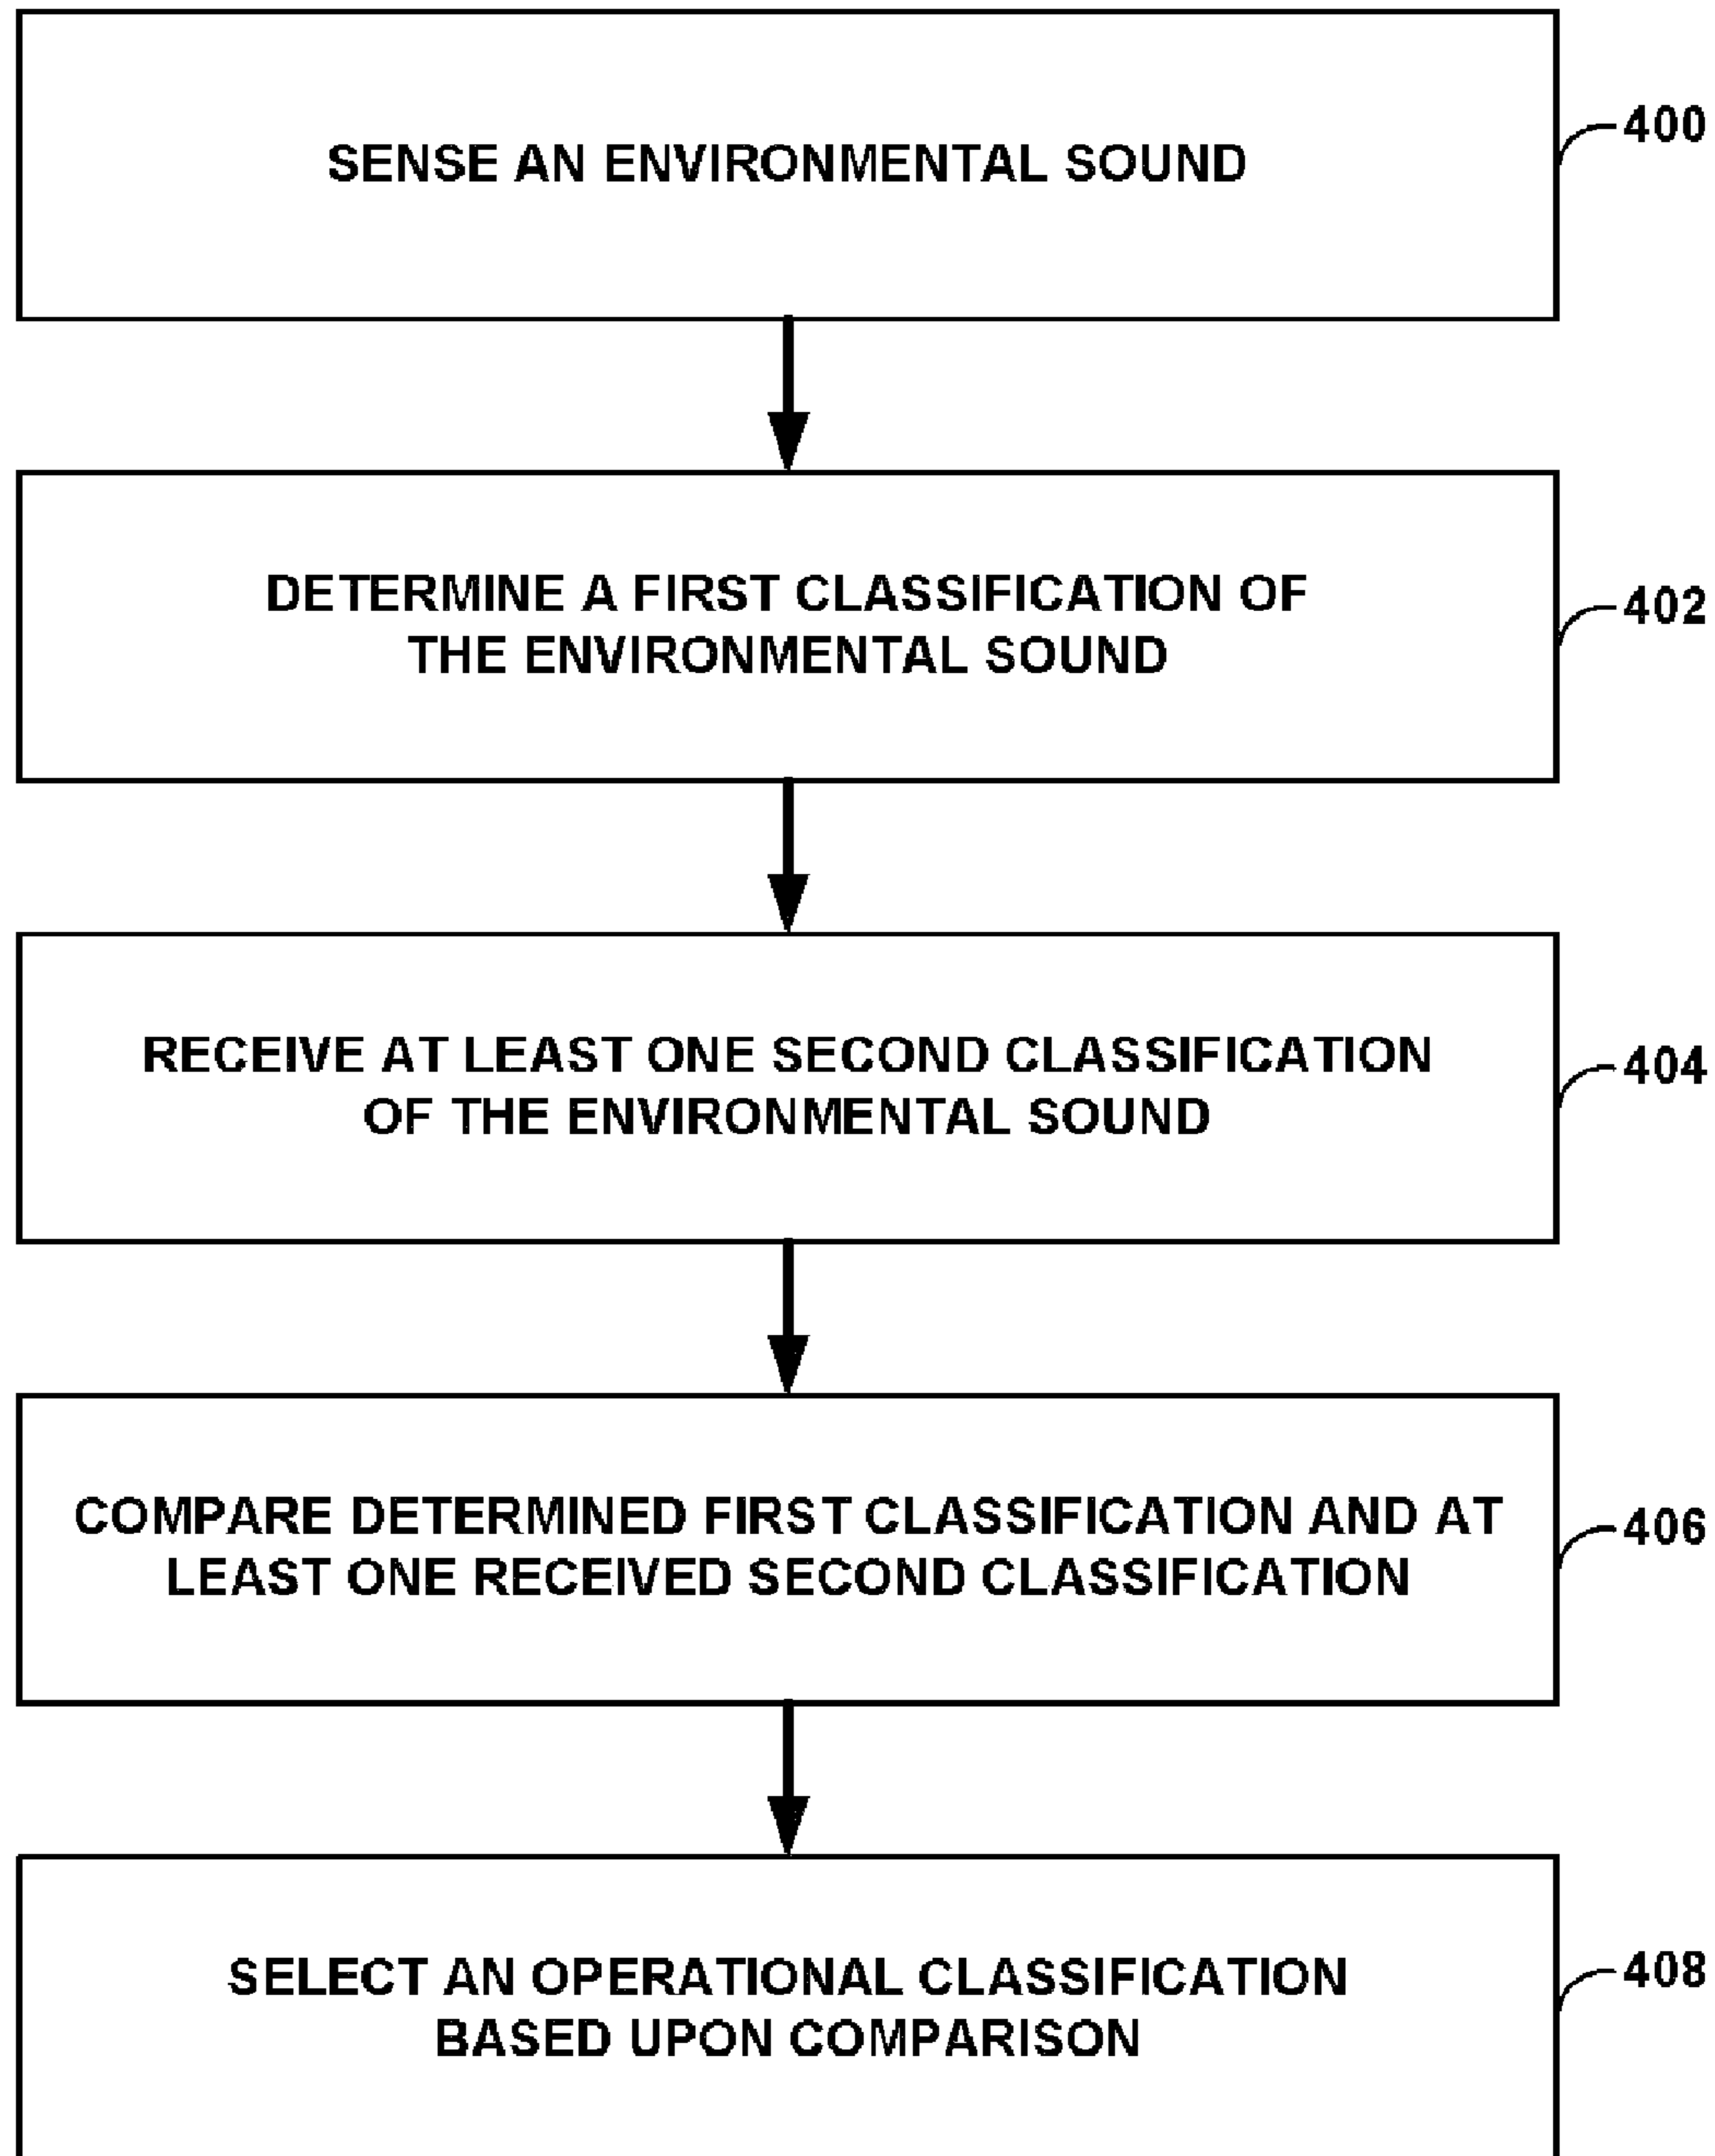 SENSE AN ENVIRONMENTAL SOUND
400
DETERMINE A FIRST CLASSIFICATION OF
THE ENVIRONMENTAL SOUND
402
RECEIVE AT LEAST ONE SECOND CLASSIFICATION
OF THE ENVIRONMENTAL SOUND
404
COMPARE DETERMINED FIRST CLASSIFICATION AND AT
LEAST ONE RECEIVED SECOND CLASSIFICATION
406
SELECT AN OPERATIONAL CLASSIFICATION
BASED UPON COMPARISON
408